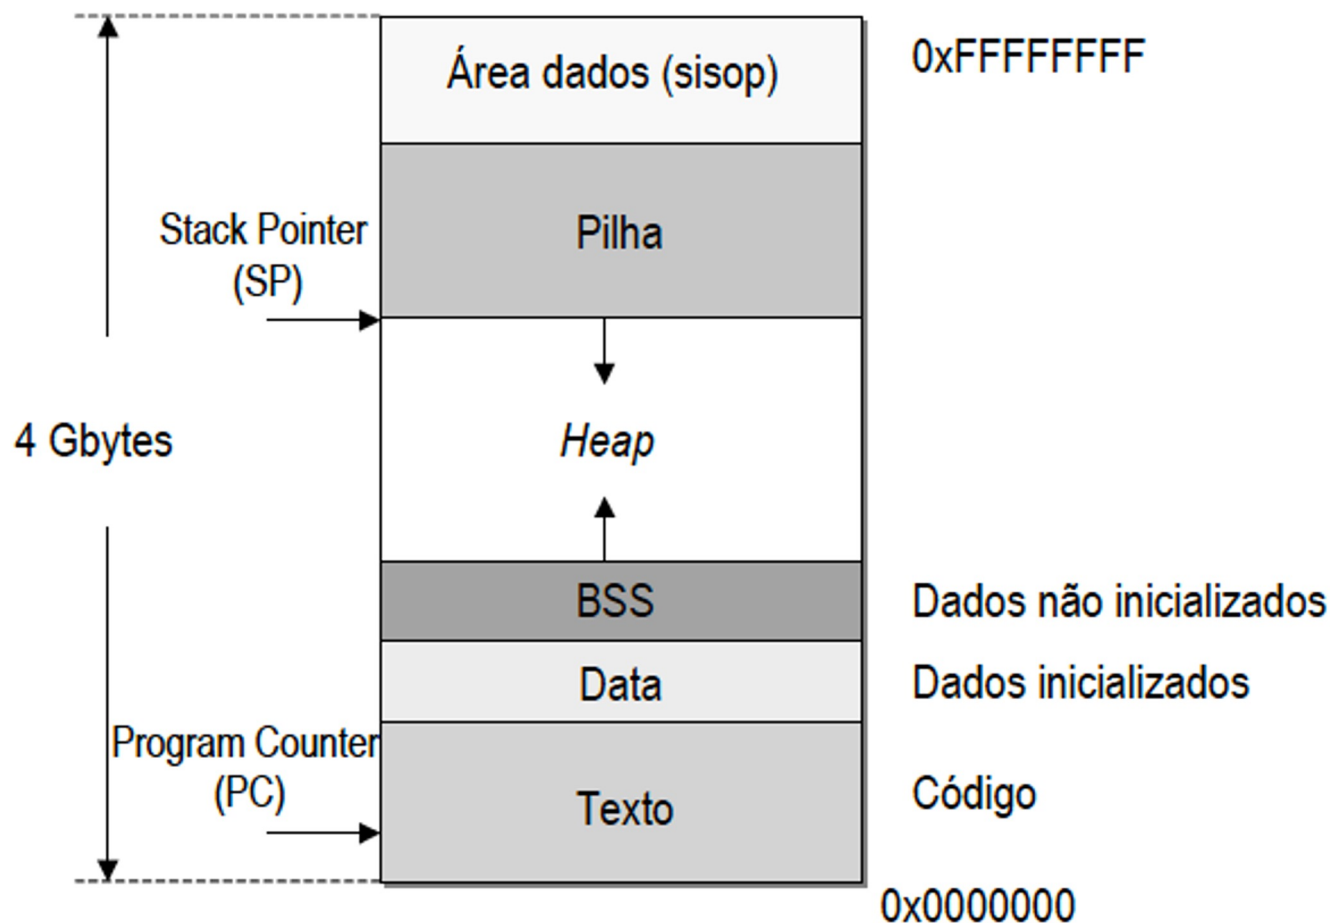 Área dados (sisop)
0xFFFFFFFF
Pilha
Stack Pointer
(SP)
4 Gbytes
Heap
BSS
Dados não inicializados
Data
Dados inicializados
Program Counter
(PC)
Texto
Código
0x0000000